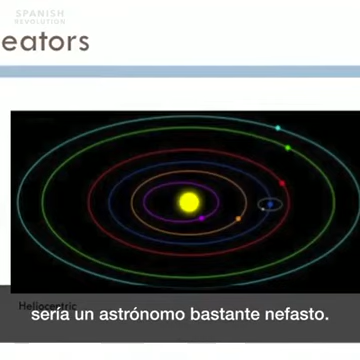 SPANISH
REVOLUTION
eators
Heliocentric
sería un astrónomo bastante nefasto.